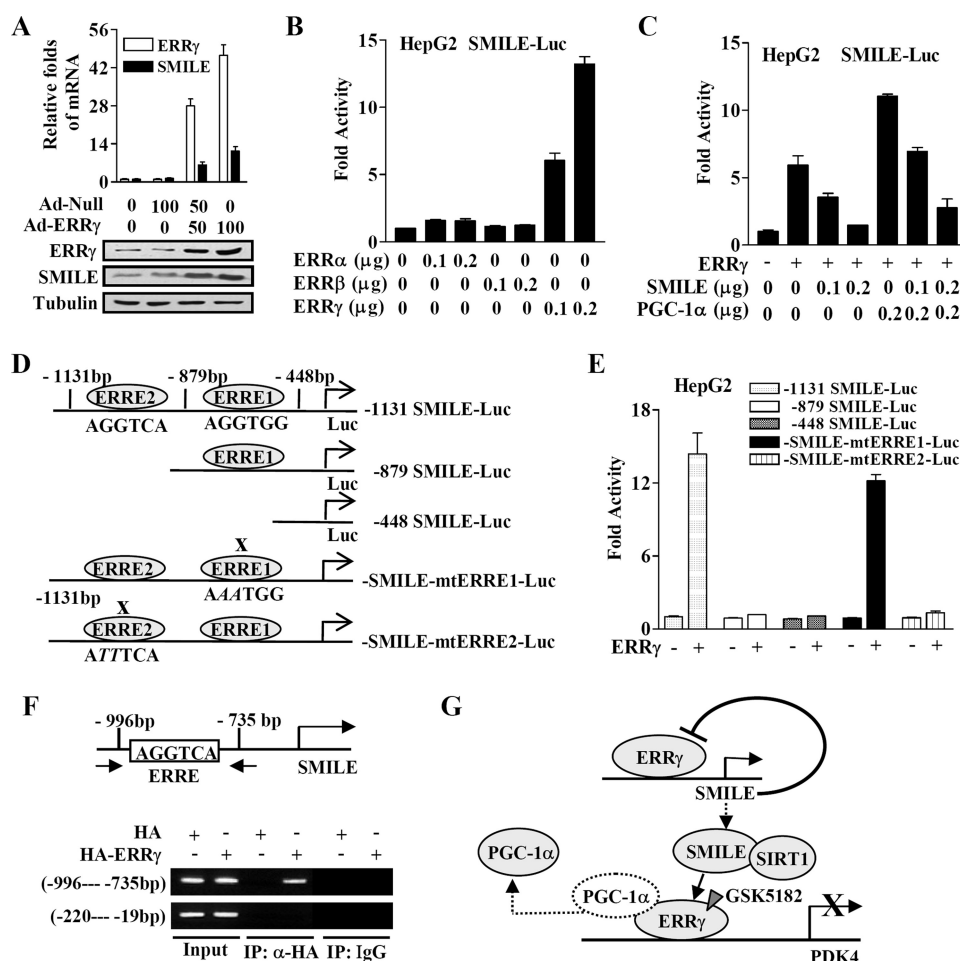 A
56
42
28
14
0
Relative folds
of mRNA
ERRγ
SMILE
Ad-Null 0 100 50 0
Ad-ERRγ 0 0 50 100
ERRγ
SMILE
Tubulin
B
HepG2 SMILE-Luc
15
10
5
0
Fold Activity
ERRα (μg) 0 0.1 0.2 0 0 0 0
ERRβ (μg) 0 0 0 0.1 0.2 0 0
ERRγ (μg) 0 0 0 0 0 0.1 0.2
C
HepG2 SMILE-Luc
15
10
5
0
Fold Activity
ERRγ - + + + + + +
SMILE (μg) 0 0 0.1 0.2 0 0.1 0.2
PGC-1α (μg) 0 0 0 0 0.2 0.2 0.2
D
- 1131bp - 879bp -448bp
ERRE2 ERRE1
AGGTCA AGGTGG Luc
-1131 SMILE-Luc
ERRE1
Luc
-879 SMILE-Luc
Luc
-448 SMILE-Luc
X
ERRE2 ERRE1
AAATGG
-SMILE-mtERRE1-Luc
-1131bp
X
ERRE2 ERRE1
ATTTCA
-SMILE-mtERRE2-Luc
E
HepG2
-1131 SMILE-Luc
-879 SMILE-Luc
-448 SMILE-Luc
-SMILE-mtERRE1-Luc
-SMILE-mtERRE2-Luc
18
12
6
0
Fold Activity
ERRγ - + - + - + - + - +
F
- 996bp - 735 bp
AGGTCA
ERRE
SMILE
HA + - + - + -
HA-ERRγ - + - + - +
(-996--- -735bp)
(-220--- -19bp)
Input IP: α-HA IP: IgG
G
ERRγ
SMILE
SMILE
SIRT1
PGC-1α
PGC-1α
GSK5182
ERRγ
X
PDK4